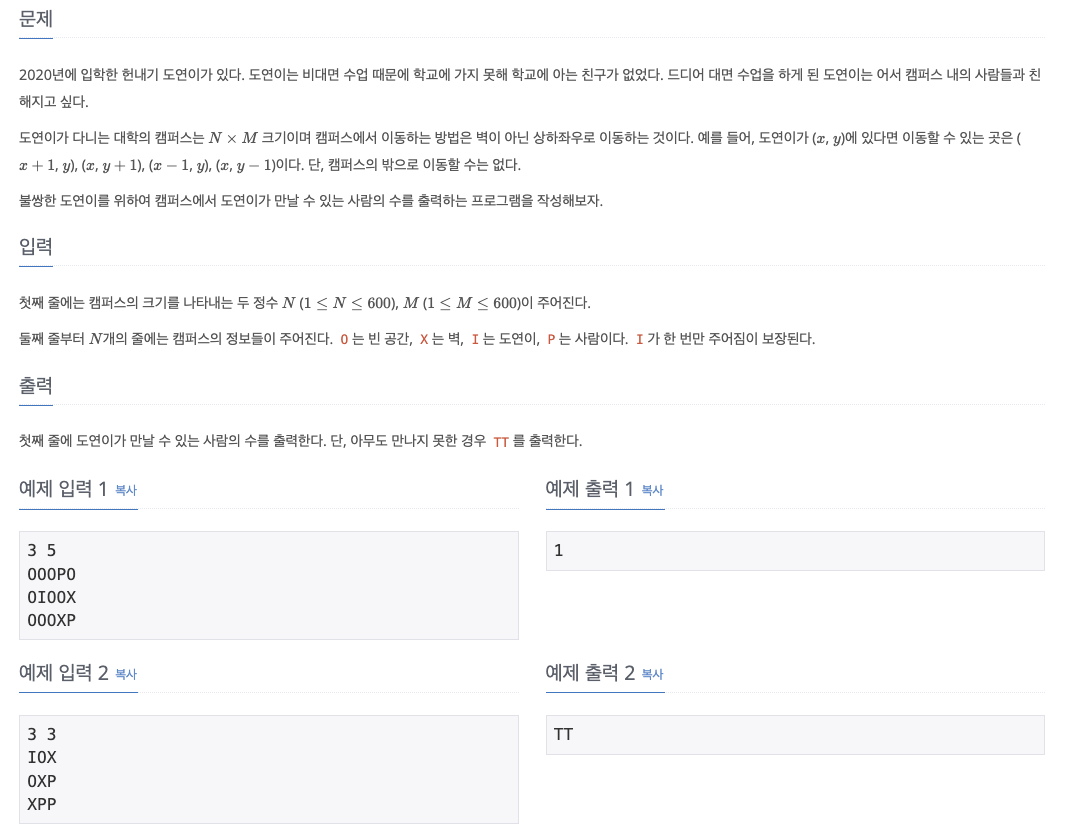 문제
2020년에 입학한 헌내기 도연이가 있다. 도연이는 비대면 수업 때문에 학교에 가지 못해 학교에 아는 친구가 없었다. 드디어 대면 수업을 하게 된 도연이는 어서 캠퍼스 내의 사람들과 친
해지고 싶다.
도연이가 다니는 대학의 캠퍼스는 N × M 크기이며 캠퍼스에서 이동하는 방법은 벽이 아닌 상하좌우로 이동하는 것이다. 예를 들어, 도연이가 (x, y)에 있다면 이동할 수 있는 곳은 (
x + 1, y), (x, y + 1), (x − 1, y), (x, y − 1)이다. 단, 캠퍼스의 밖으로 이동할 수는 없다.
불쌍한 도연이를 위하여 캠퍼스에서 도연이가 만날 수 있는 사람의 수를 출력하는 프로그램을 작성해보자.
입력
첫째 줄에는 캠퍼스의 크기를 나타내는 두 정수 N (1 ≤ N ≤ 600), M (1 ≤ M ≤ 600)이 주어진다.
둘째 줄부터 N개의 줄에는 캠퍼스의 정보들이 주어진다. O 는 빈 공간, X 는 벽, I 는 도연이, P 는 사람이다. I 가 한 번만 주어짐이 보장된다.
출력
첫째 줄에 도연이가 만날 수 있는 사람의 수를 출력한다. 단, 아무도 만나지 못한 경우 TT 를 출력한다.
예제 입력 1 복사
3 5
OOOPO
OIOOX
OOOXP
예제 출력 1 복사
1
예제 입력 2 복사
3 3
IOX
OXP
XPP
예제 출력 2 복사
TT